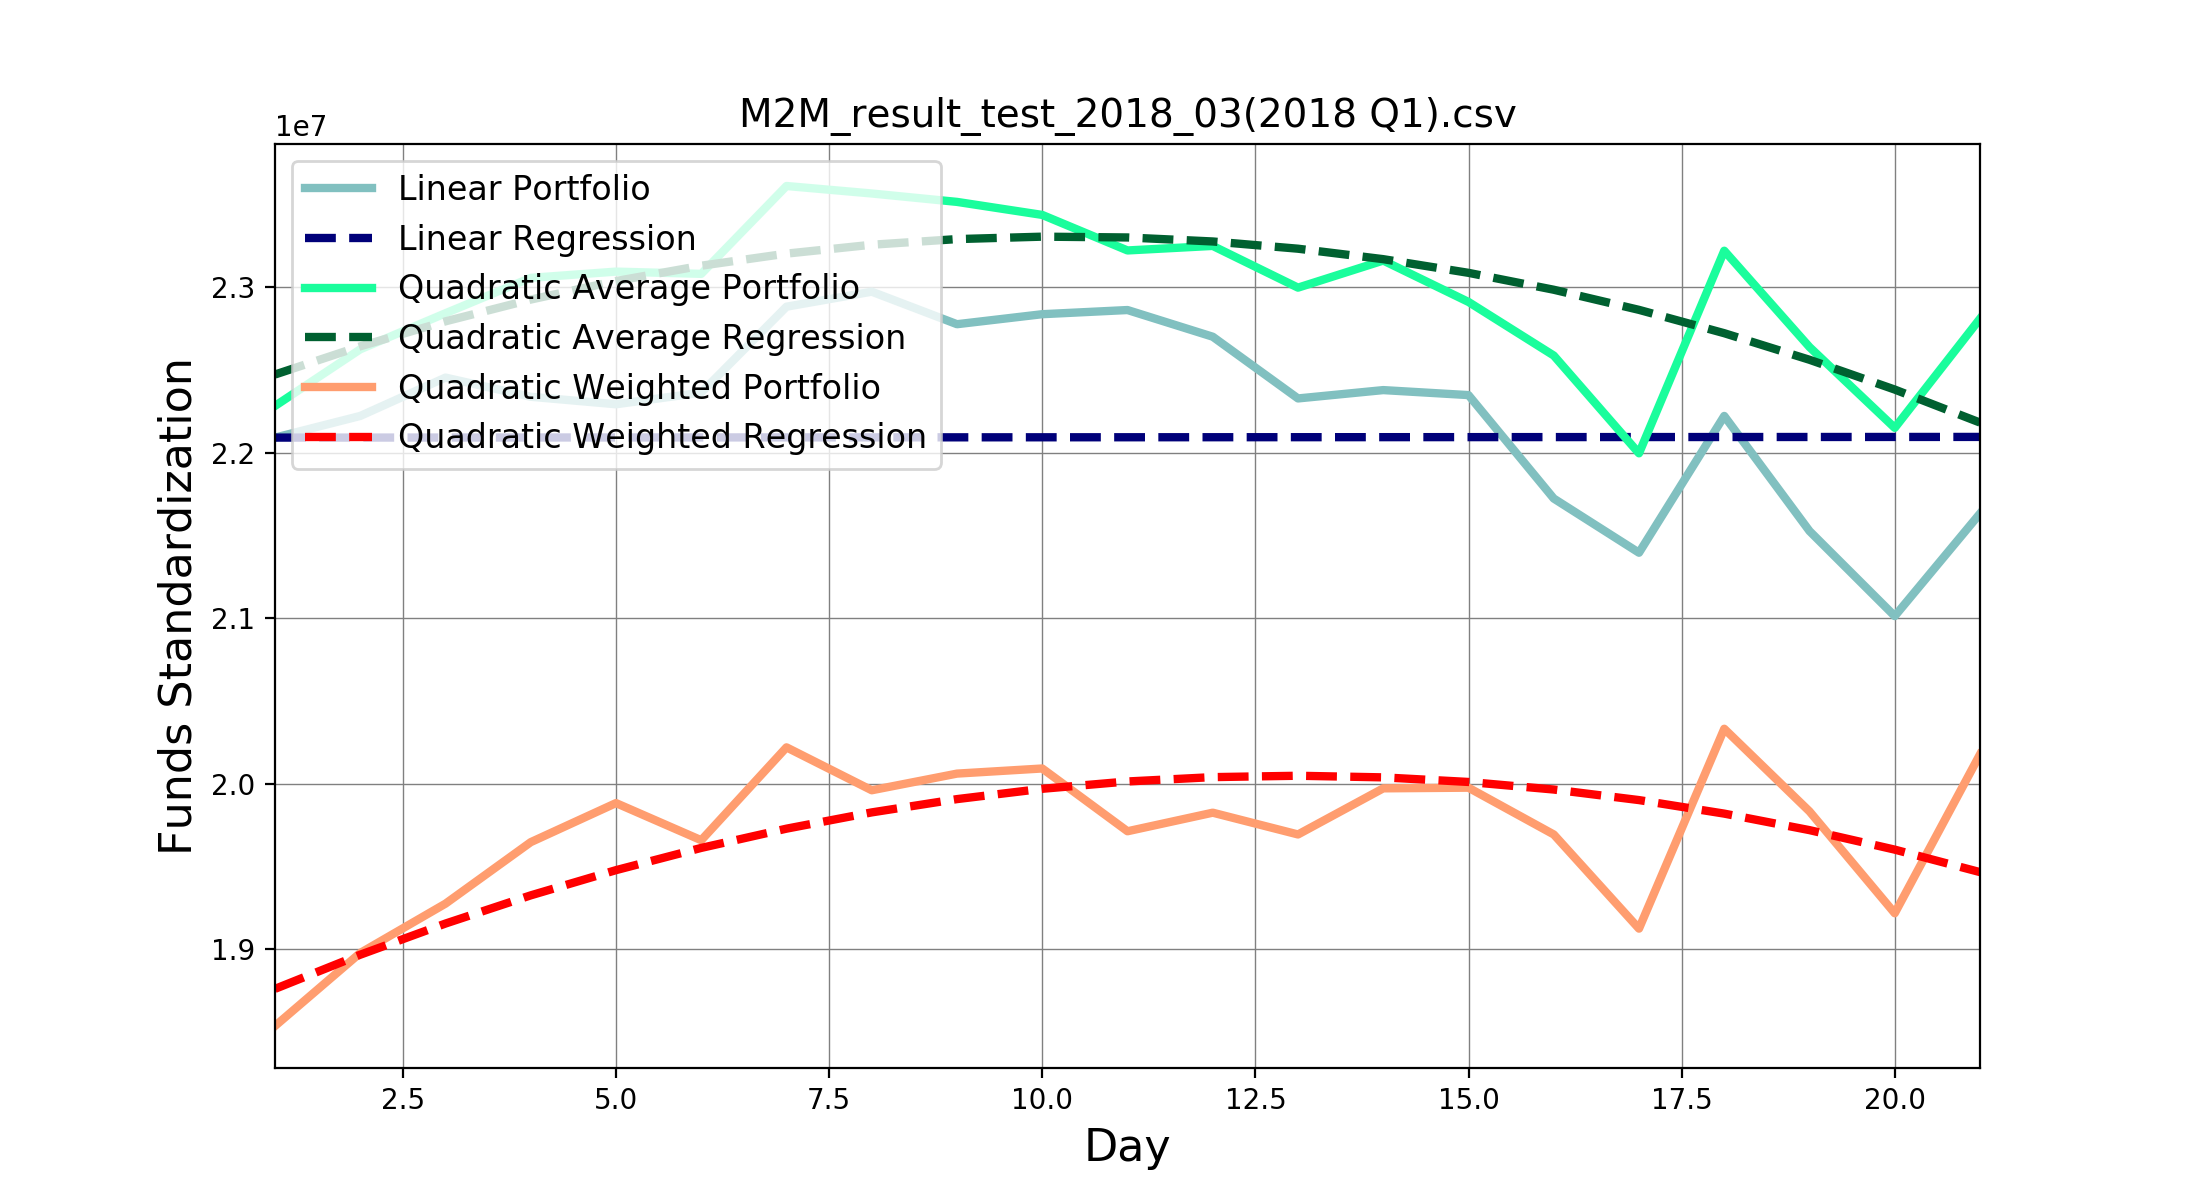 M2M_result_test_2018_03(2018 Q1).csv
1e7
Linear Portfolio
Linear Regression
Quadratic Average Portfolio
Quadratic Average Regression
Quadratic Weighted Portfolio
Quadratic Weighted Regression
2.3
2.2
2.1
2.0
1.9
Funds Standardization
2.5 5.0 7.5 10.0 12.5 15.0 17.5 20.0
Day